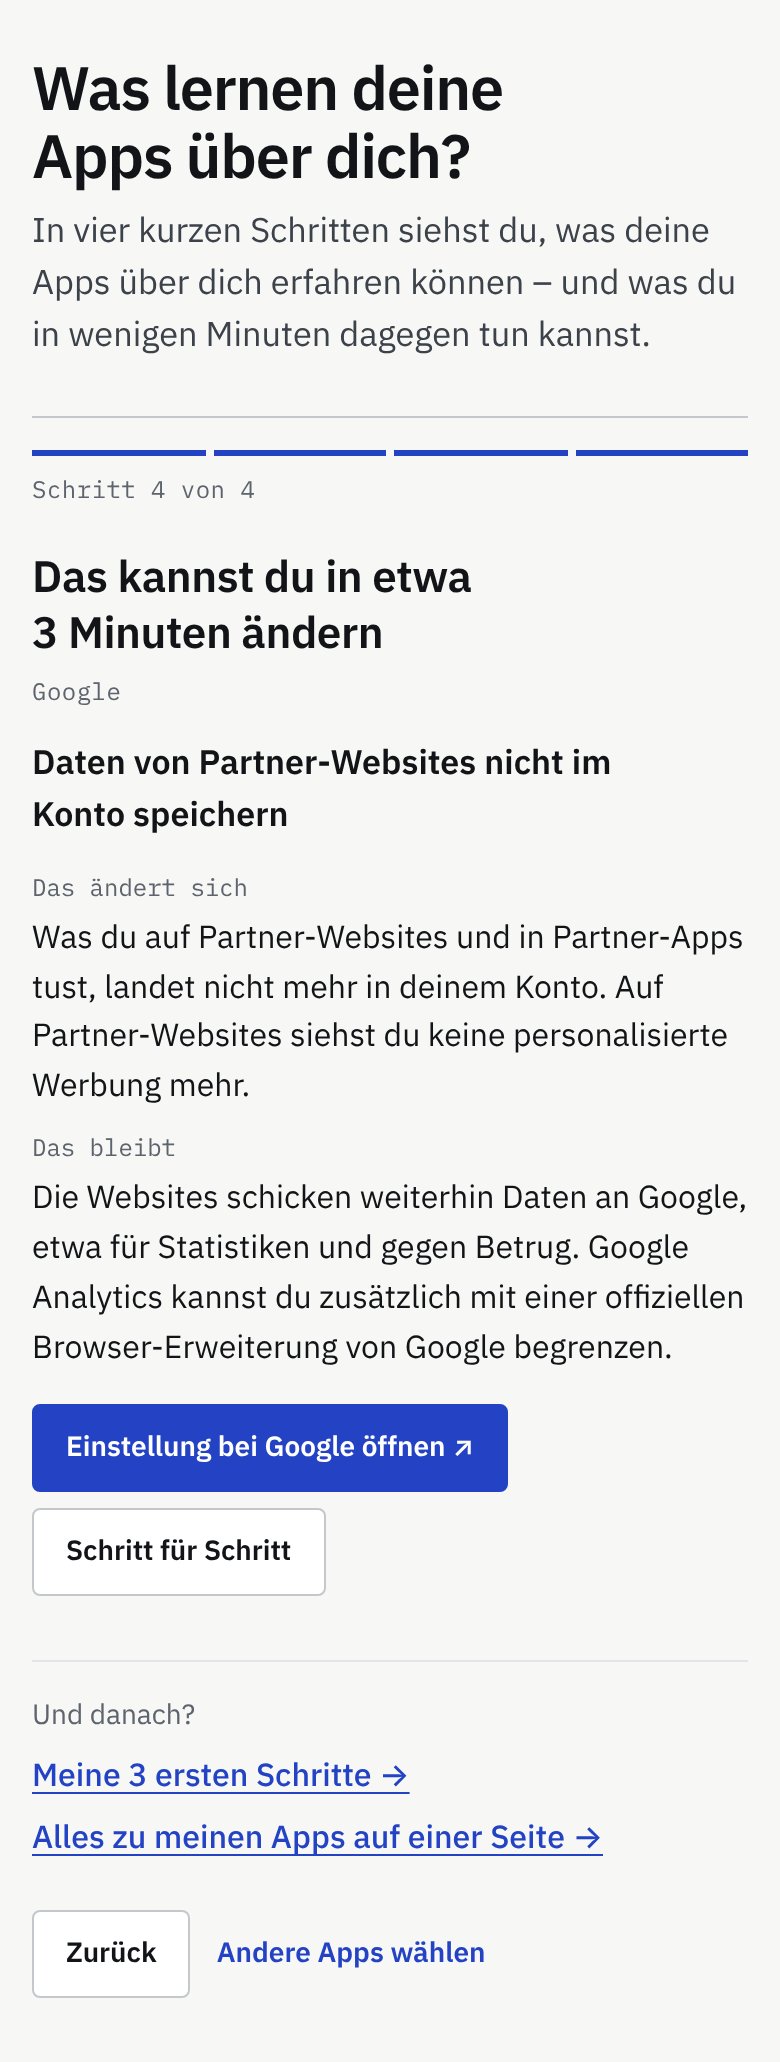 Was lernen deine
Apps über dich?
In vier kurzen Schritten siehst du, was deine
Apps über dich erfahren können – und was du
in wenigen Minuten dagegen tun kannst.
Schritt 4 von 4
Das kannst du in etwa
3 Minuten ändern
Google
Daten von Partner-Websites nicht im
Konto speichern
Das ändert sich
Was du auf Partner-Websites und in Partner-Apps
tust, landet nicht mehr in deinem Konto. Auf
Partner-Websites siehst du keine personalisierte
Werbung mehr.
Das bleibt
Die Websites schicken weiterhin Daten an Google,
etwa für Statistiken und gegen Betrug. Google
Analytics kannst du zusätzlich mit einer offiziellen
Browser-Erweiterung von Google begrenzen.
Einstellung bei Google öffnen ↗
Schritt für Schritt
Und danach?
Meine 3 ersten Schritte →
Alles zu meinen Apps auf einer Seite →
Zurück Andere Apps wählen